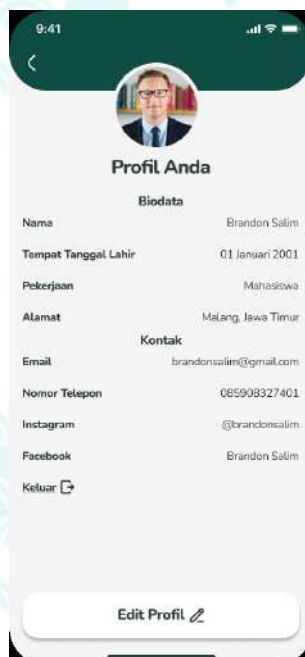 9:41
Profil Anda
Biodata
Nama Brandon Salim
Tempat Tanggal Lahir 01 Januari 2001
Pekerjaan Mahasiswa
Alamat Malang, Jawa Timur
Kontak
Email brandonsalim@gmail.com
Nomor Telepon 085908327401
Instagram @brandonsalim
Facebook Brandon Salim
Keluar
Edit Profil